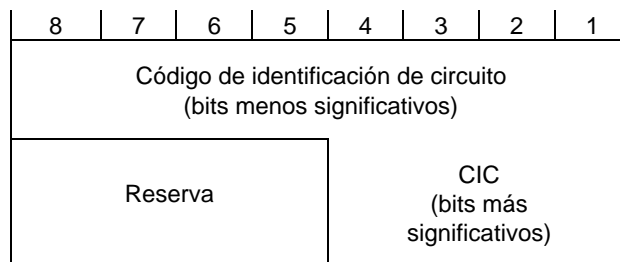 8 7 6 5 4 3 2 1
Código de identificación de circuito
(bits menos significativos)
Reserva
CIC
(bits más
significativos)